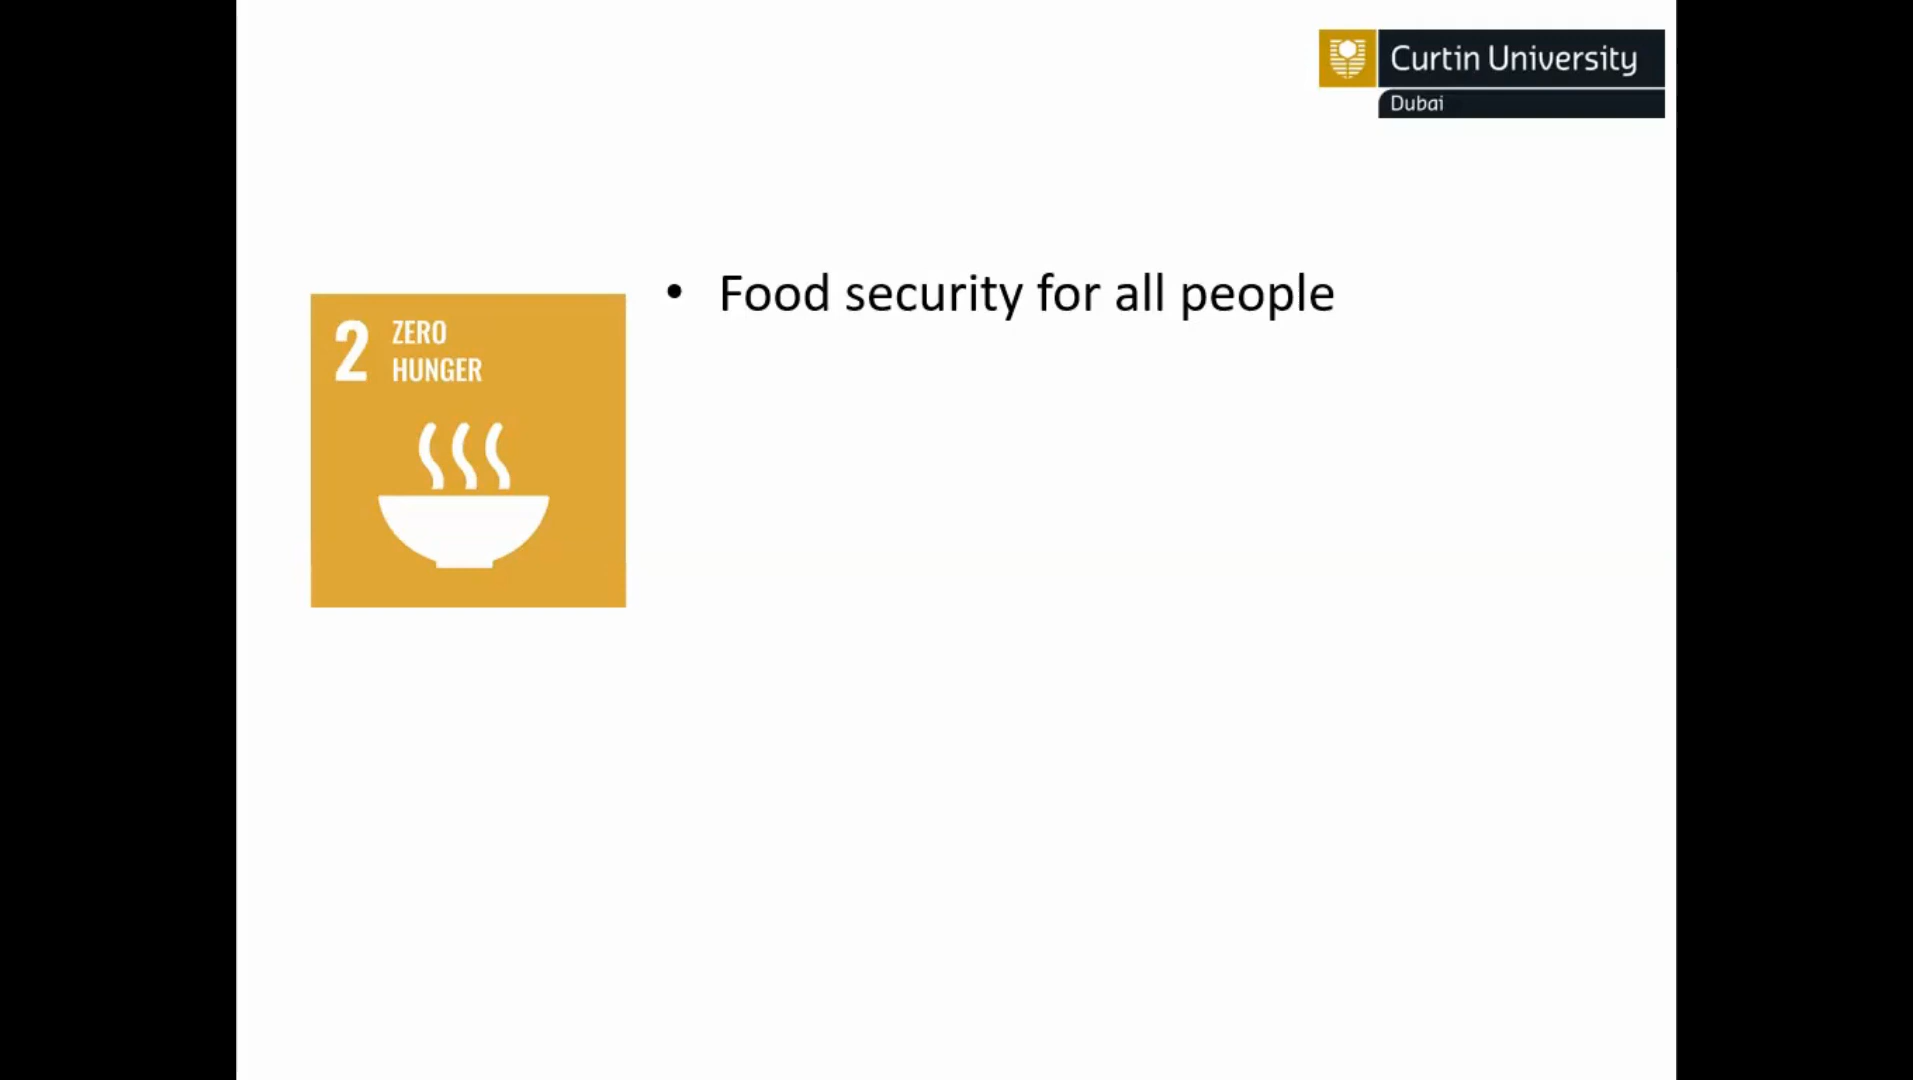 Curtin University
Dubai
• Food security for all people
2 ZERO
HUNGER